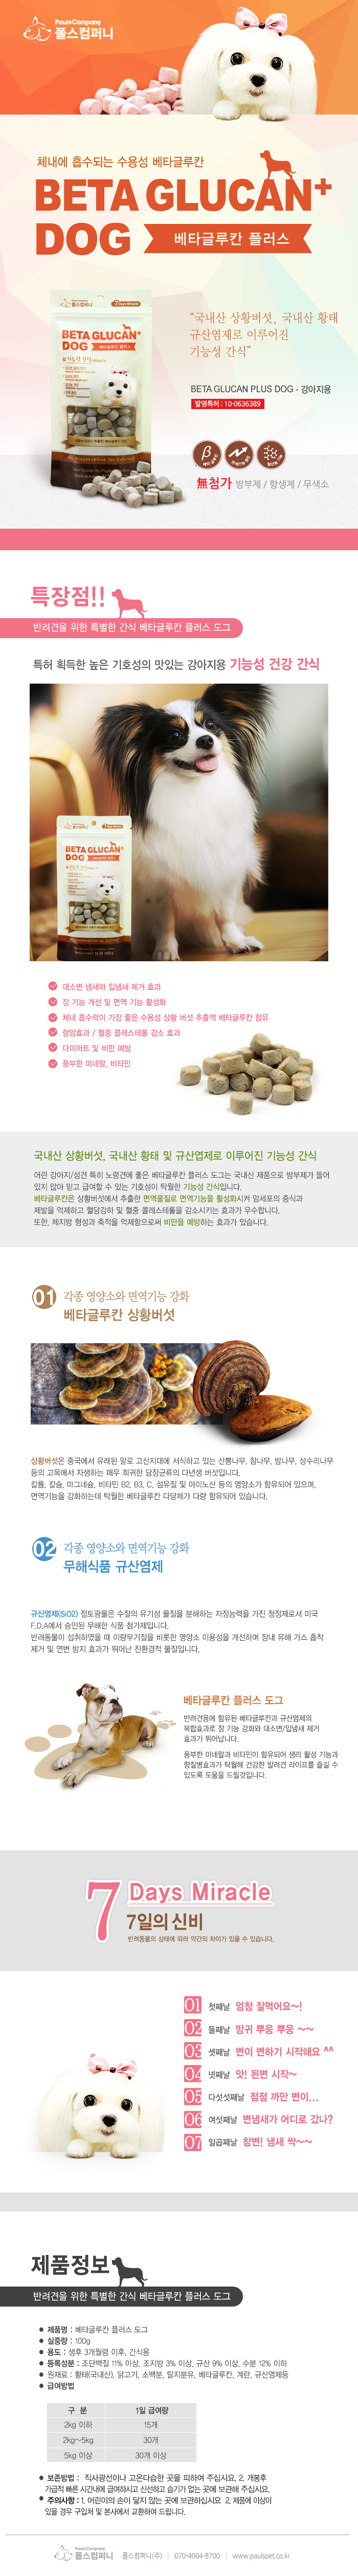 Paul'sCompany
폴스컴퍼니
체내에 흡수되는 수용성 베타글루칸
BETA GLUCAN+
DOG 베타글루칸 플러스
폴스컴퍼니 7 Days Miracle
BETA GLUCAN+
DOG
“국내산 상황버섯, 국내산 황태
규산염제로 이루어진
기능성 간식”
BETA GLUCAN PLUS DOG - 강아지용
발명특허 : 10-0636389
無첨가 방부제 / 항생제 / 무색소
특장점!!
반려견을 위한 특별한 간식 베타글루칸 플러스 도그
특허 획득한 높은 기호성의 맛있는 강아지용 기능성 건강 간식
폴스컴퍼니
BETA GLUCAN+
DOG
대소변 냄새와 입냄새 제거 효과
장 기능 개선 및 면역 기능 활성화
체내 흡수력이 가장 좋은 수용성 상황 버섯 추출액 베타글루칸 함유
항암효과 / 혈중 콜레스테롤 감소 효과
다이어트 및 비만 예방
풍부한 미네랄, 비타민
국내산 상황버섯, 국내산 황태 및 규산염제로 이루어진 기능성 간식
어린 강아지/심견 특히 노령견에 좋은 베타글루칸 플러스 도그는 국내산 제품으로 방부제가 들어
있지 않아 믿고 급여할 수 있는 기호성이 탁월한 기능성 간식입니다.
베타글루칸은 상황버섯에서 추출한 면역물질로 면역기능을 활성화시켜 암세포의 증식과
재발을 억제하고 혈당강하 및 혈중 콜레스테롤을 감소시키는 효과가 우수합니다.
또한, 체지방 형성과 축적을 억제함으로써 비만을 예방하는 효과가 있습니다.
01 각종 영양소와 면역기능 강화
베타글루칸 상황버섯
상황버섯은 중국에서 유래된 말로 고산지대에 서식하고 있는 산뽕나무, 참나무, 밤나무, 상수리나무
등의 고목에서 자생하는 매우 희귀한 담장균류의 다년생 버섯입니다.
칼륨, 칼슘, 마그네슘, 비타민 B2, B3, C, 섬유질 및 아미노산 등의 영양소가 함유되어 있으며,
면역기능을 강화하는데 탁월한 베타글루칸 다당체가 다량 함유되어 있습니다.
02 각종 영양소와 면역기능 강화
무해식품 규산염제
규산염제(SiO2) 점토광물은 수질의 유기성 물질을 분해하는 자정능력을 가진 청정제로서 미국
F.D.A에서 승인된 무해한 식품 첨가제입니다.
반려동물이 섭취하였을 때 이량무기질을 비롯한 영양소 이용성을 개선하며 장내 유해 가스 흡착
제거 및 연변 방지 효과가 뛰어난 친환경적 물질입니다.
베타글루칸 플러스 도그
반려견용에 함유된 베타글루칸과 규산염제의
복합효과로 장 기능 강화와 대소변/입냄새 제거
효과가 뛰어납니다.
풍부한 미네랄과 비타민이 함유되어 생리 활성 기능과
항질병효과가 탁월해 건강한 발려견 라이프를 즐길 수
있도록 도움을 드릴것입니다.
7 Days Miracle
7일의 신비
반려동물의 상태에 따라 약간의 차이가 있을 수 있습니다.
01 첫째날 엄청 잘먹어요~!
02 둘째날 방귀 뿌웅 뿌웅 ~~
03 셋째날 변이 변하기 시작해요 ^^
04 넷째날 앗! 된변 시작~
05 다섯섯째날 점점 까만 변이...
06 여섯째날 변냄새가 어디로 갔나?
07 일곱째날 참변! 냄새 싹~~
제품정보
반려견을 위한 특별한 간식 베타글루칸 플러스 도그
제품명 : 베타글루칸 플러스 도그
실중량 : 100g
용도 : 생후 3개월령 이후, 간식용
등록성분 : 조단백질 11% 이상, 조지방 3% 이상, 규산 9% 이상, 수분 12% 이하
원재료 : 황태(국내산), 닭고기, 소백분, 탈지분유, 베타글루칸, 계란, 규산염제등
급여방법
구 분 1일 급여량
2kg 이하 15개
2kg~5kg 30개
5kg 이상 30개 이상
보존방법 : 직사광선이나 고온다습한 곳을 피하여 주십시요, 2, 개봉후
가급적 빠른 시간내에 급여하시고 신선하고 습기가 없는 곳에 보관해 주십시요.
주의사항 : 1. 어린이의 손이 닿지 않는 곳에 보관하십시요 2, 제품에 이상이
있을 경우 구입처 및 본사에서 교환하여 드립니다.
Paul'sCompany
폴스컴퍼니 폴스컴퍼니(주) | 070-4004-8700 | www.paulspet.co.kr